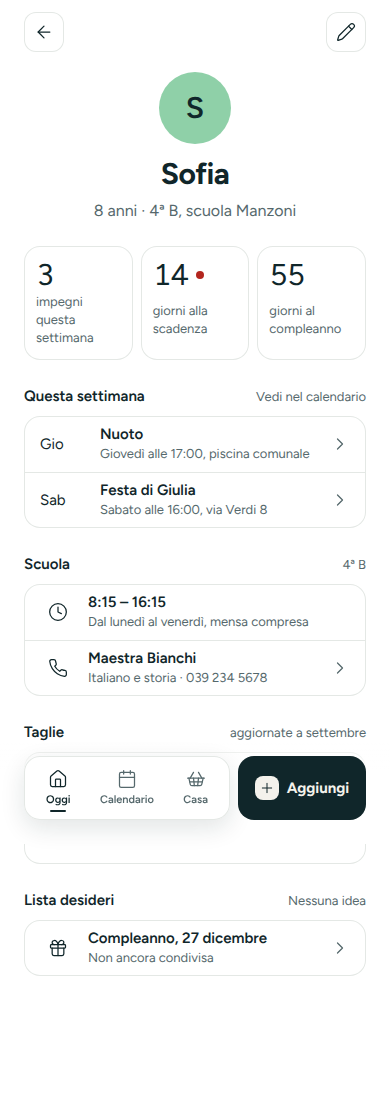 S
Sofia
8 anni · 4ª B, scuola Manzoni
3
impegni
questa
settimana
14
giorni alla
scadenza
55
giorni al
compleanno
Questa settimana
Vedi nel calendario
Gio
Nuoto
Giovedì alle 17:00, piscina comunale
Sab
Festa di Giulia
Sabato alle 16:00, via Verdi 8
Scuola
4ª B
8:15 – 16:15
Dal lunedì al venerdì, mensa compresa
Maestra Bianchi
Italiano e storia · 039 234 5678
Taglie
aggiornate a settembre
Oggi
Calendario
Casa
Aggiungi
Lista desideri
Nessuna idea
Compleanno, 27 dicembre
Non ancora condivisa